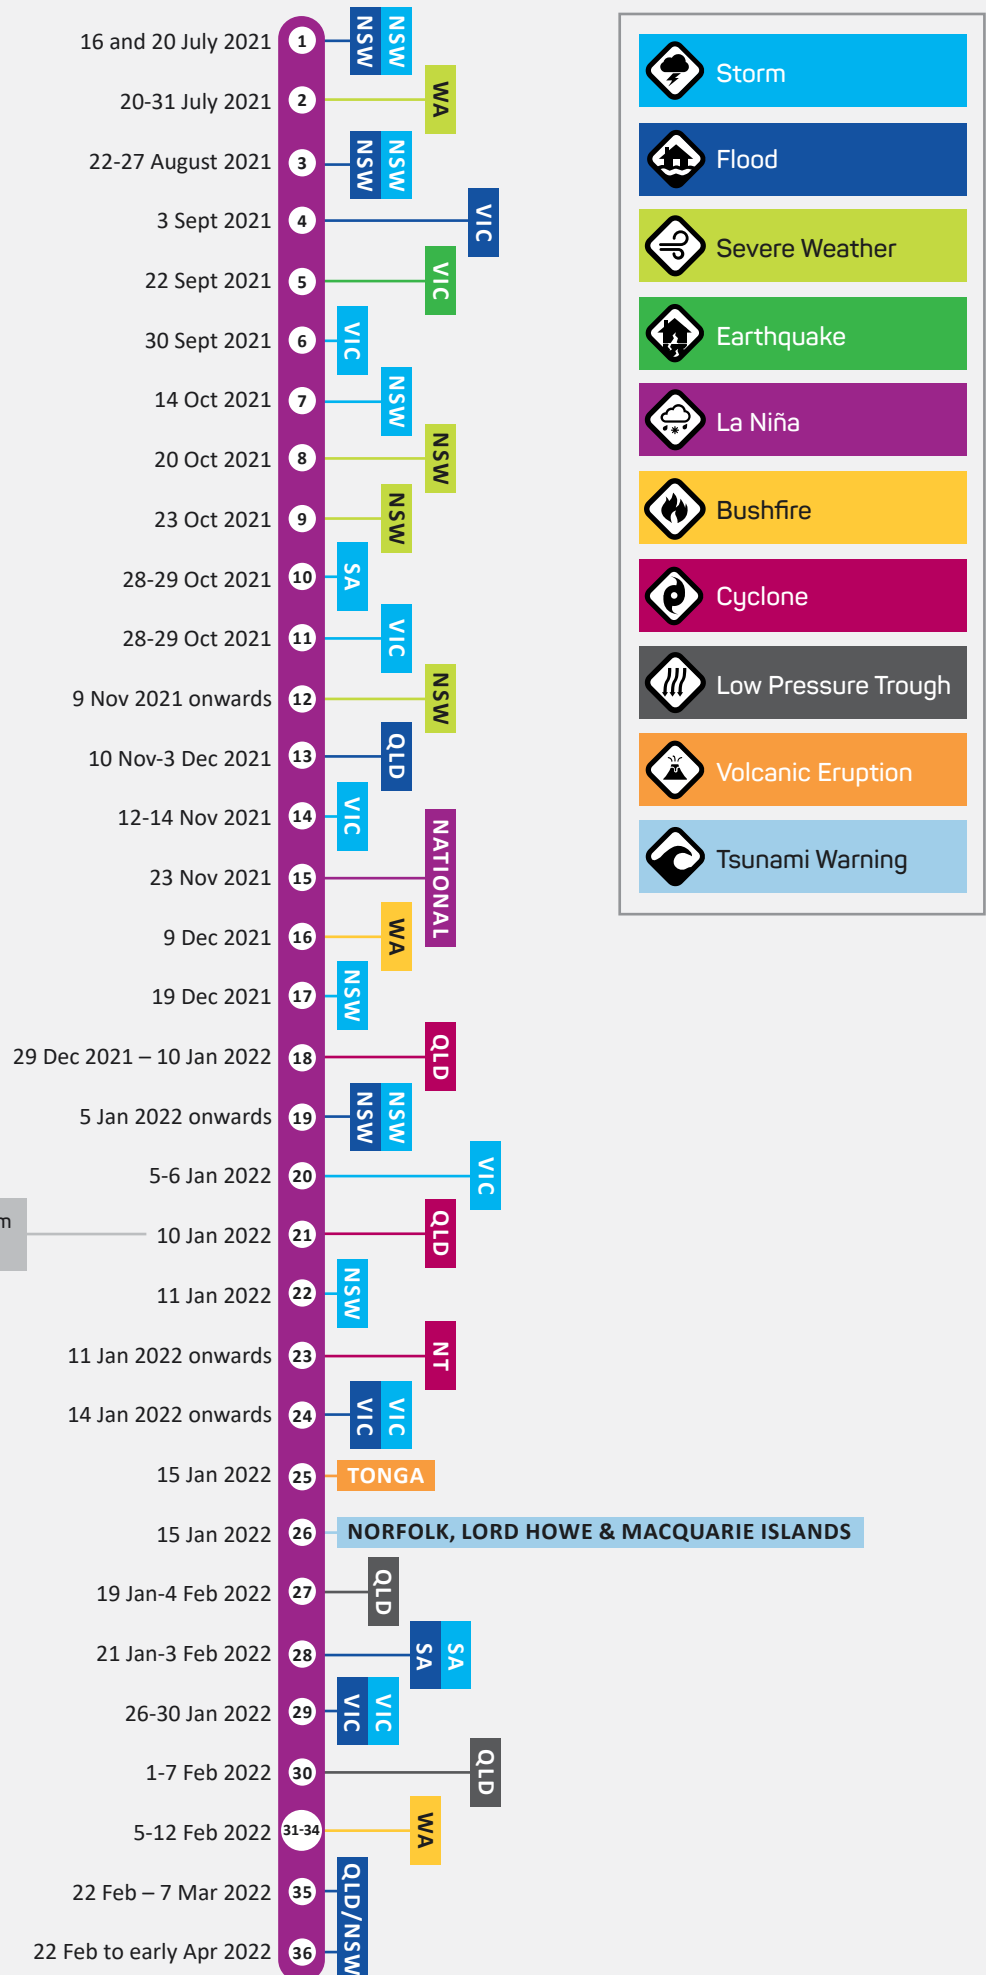 16 and 20 July 2021 1 NSW NSW
20-31 July 2021 2 WA
22-27 August 2021 3 NSW NSW
3 Sept 2021 4 VIC
22 Sept 2021 5 VIC
30 Sept 2021 6 VIC
14 Oct 2021 7 NSW
20 Oct 2021 8 NSW
23 Oct 2021 9 NSW
28-29 Oct 2021 10 SA
28-29 Oct 2021 11 VIC
9 Nov 2021 onwards 12 NSW
10 Nov-3 Dec 2021 13 QLD
12-14 Nov 2021 14 VIC
23 Nov 2021 15 NATIONAL
9 Dec 2021 16 WA
19 Dec 2021 17 NSW
29 Dec 2021 – 10 Jan 2022 18 QLD
5 Jan 2022 onwards 19 NSW NSW
5-6 Jan 2022 20 VIC
10 Jan 2022 21 QLD
11 Jan 2022 22 NSW
11 Jan 2022 onwards 23 NT
14 Jan 2022 onwards 24 VIC VIC
15 Jan 2022 25 TONGA
15 Jan 2022 26 NORFOLK, LORD HOWE & MACQUARIE ISLANDS
19 Jan-4 Feb 2022 27 QLD
21 Jan-3 Feb 2022 28 SA SA
26-30 Jan 2022 29 VIC VIC
1-7 Feb 2022 30 QLD
5-12 Feb 2022 31-34 WA
22 Feb – 7 Mar 2022 35 QLD/NSW
22 Feb to early Apr 2022 36
Storm
Flood
Severe Weather
Earthquake
La Niña
Bushfire
Cyclone
Low Pressure Trough
Volcanic Eruption
Tsunami Warning